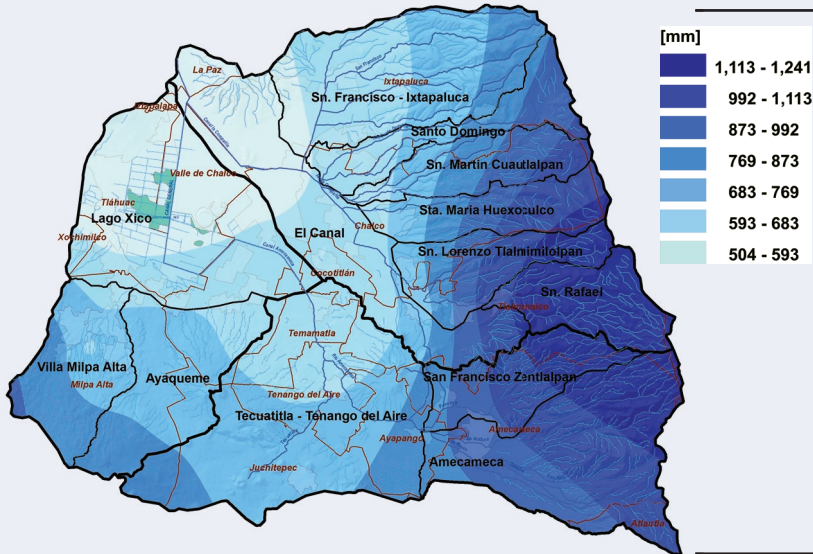 [mm]
1,113 - 1,241
992 - 1,113
873 - 992
769 - 873
683 - 769
593 - 683
504 - 593
La Paz
Ixtapaluca
Sn. Francisco - Ixtapaluca
Iztapalapa
Santo Domingo
Sn. Martín Cuautlalpan
Valle de Chalco
Tláhuac
Lago Xico
Sta. María Huexoculco
Chalco
El Canal
Xochimilco
Sn. Lorenzo Tlalmimilolpan
Cocotitlán
Sn. Rafael
Temamatla
Villa Milpa Alta
Milpa Alta
Ayaqueme
San Francisco Zentlalpan
Tenango del Aire
Tecuatitla - Tenango del Aire
Amecameca
Ayapango
Amecameca
Juchitepec
Atlautla